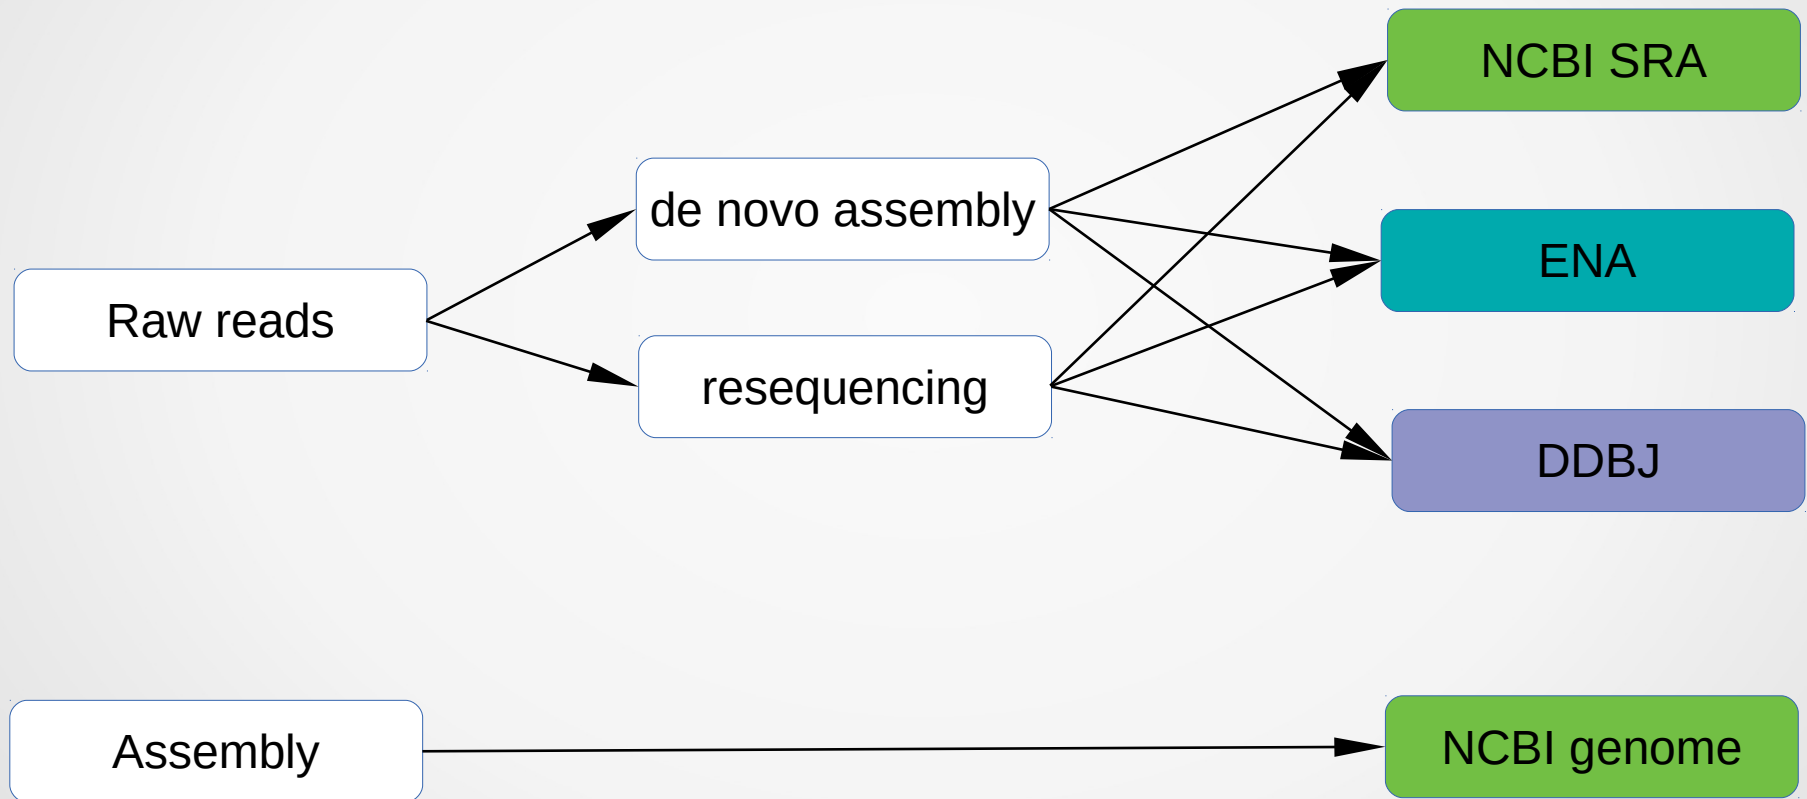 NCBI SRA
de novo assembly
ENA
Raw reads
resequencing
DDBJ
Assembly
NCBI genome